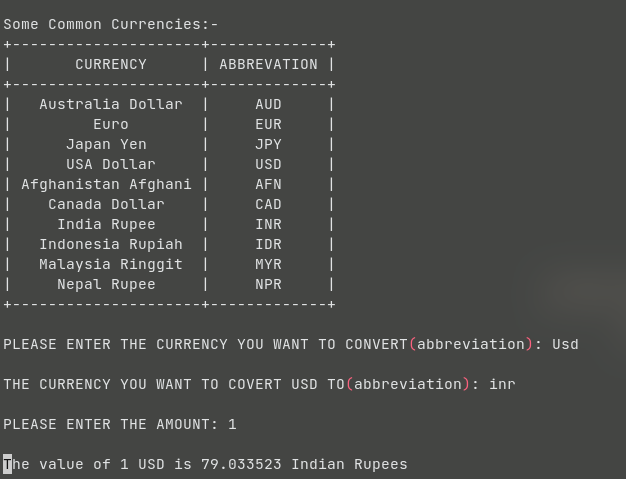 Some Common Currencies:-
+---------------------+-------------+
|       CURRENCY      | ABBREVATION |
+---------------------+-------------+
|   Australia Dollar  |     AUD     |
|         Euro        |     EUR     |
|      Japan Yen      |     JPY     |
|      USA Dollar     |     USD     |
| Afghanistan Afghani |     AFN     |
|    Canada Dollar    |     CAD     |
|     India Rupee     |     INR     |
|   Indonesia Rupiah  |     IDR     |
|   Malaysia Ringgit  |     MYR     |
|     Nepal Rupee     |     NPR     |
+---------------------+-------------+
PLEASE ENTER THE CURRENCY YOU WANT TO CONVERT(abbreviation): Usd
THE CURRENCY YOU WANT TO COVERT USD TO(abbreviation): inr
PLEASE ENTER THE AMOUNT: 1
The value of 1 USD is 79.033523 Indian Rupees